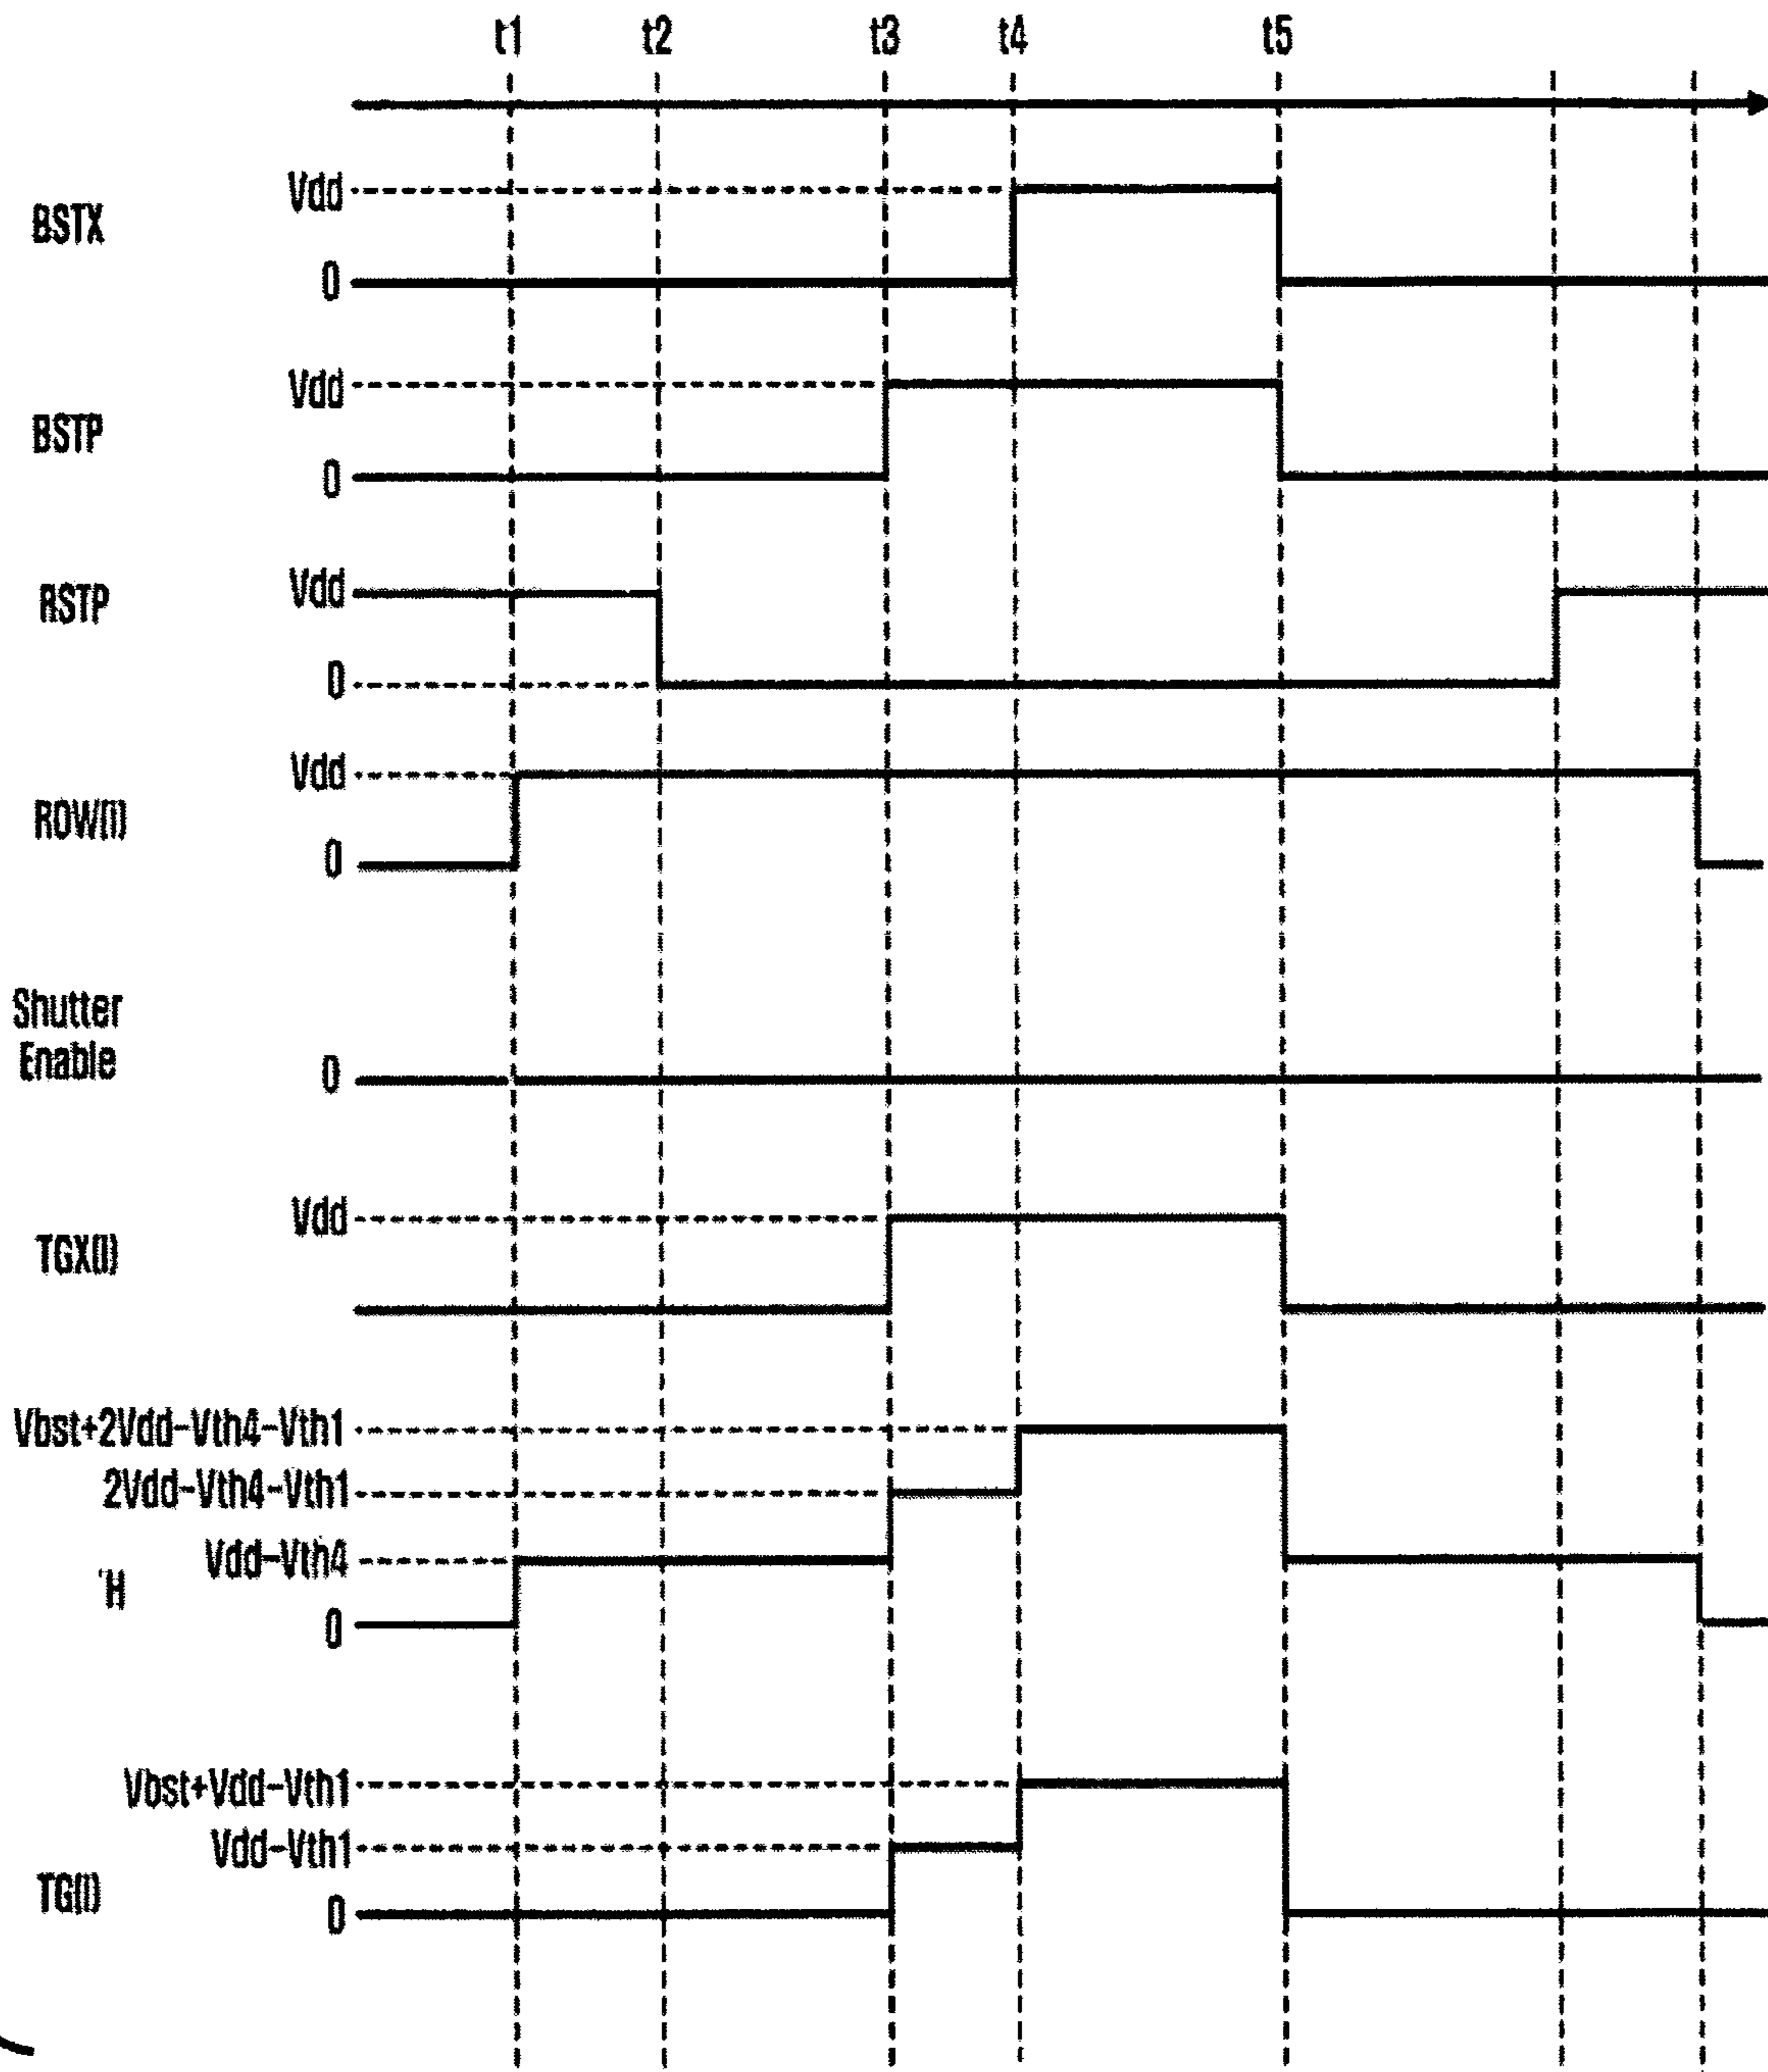 t1 t2 t3 t4 t5
Vdd
BSTX
0
Vdd
BSTP
0
Vdd
RSTP
0
Vdd
ROW(i)
0
Shutter
Enable
0
Vdd
TGX(i)
Vbst+2Vdd-Vth4-Vth1
2Vdd-Vth4-Vth1
Vdd-Vth4
H
0
Vbst+Vdd-Vth1
Vdd-Vth1
TG(i)
0